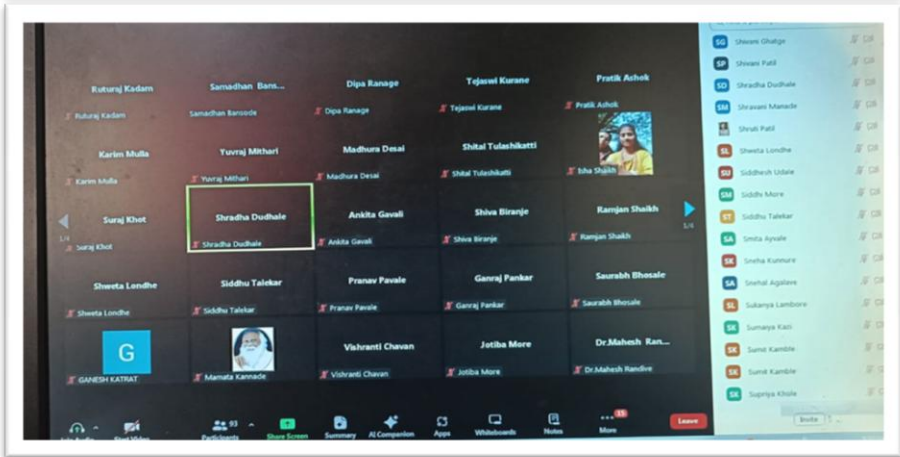 Ruturaj Kadam Samadhan Bans... Dipa Ranage Tejaswi Kurane Pratik Ashok
Ruturaj Kadam Samadhan Bansode Dipa Ranage Tejaswi Kurane Pratik Ashok
Karim Mulla Yuvraj Mithari Madhura Desai Shital Tulashikatti
Karim Mulla Yuvraj Mithari Madhura Desai Shital Tulashikatti Isha Shaikh
Suraj Khot Shradha Dudhale Ankita Gavali Shiva Biranje Ramjan Shaikh
1/4 1/4
Suraj Khot Shradha Dudhale Ankita Gavali Shiva Biranje Ramjan Shaikh
Shweta Londhe Siddhu Talekar Pranav Pavale Ganraj Pankar Saurabh Bhosale
Shweta Londhe Siddhu Talekar Pranav Pavale Ganraj Pankar Saurabh Bhosale
G Vishranti Chavan Jotiba More Dr.Mahesh Ran...
GANESH KATRAT Mamata Kannade Vishranti Chavan Jotiba More Dr.Mahesh Randive
93 15
Participants Share Screen Summary AI Companion Apps Whiteboards Notes More Leave
SG Shivani Ghatge
SP Shivani Patil
SD Shradha Dudhale
SM Shravani Manade
Shruti Patil
SL Shweta Londhe
SU Siddhesh Udale
SM Siddhi More
ST Siddhu Talekar
SA Smita Ayvale
SK Sneha Kunnure
SA Snehal Agalave
SL Sukanya Lambore
SK Sumaiya Kazi
SK Sumit Kamble
SK Sumit Kamble
SK Supriya Khole
Invite